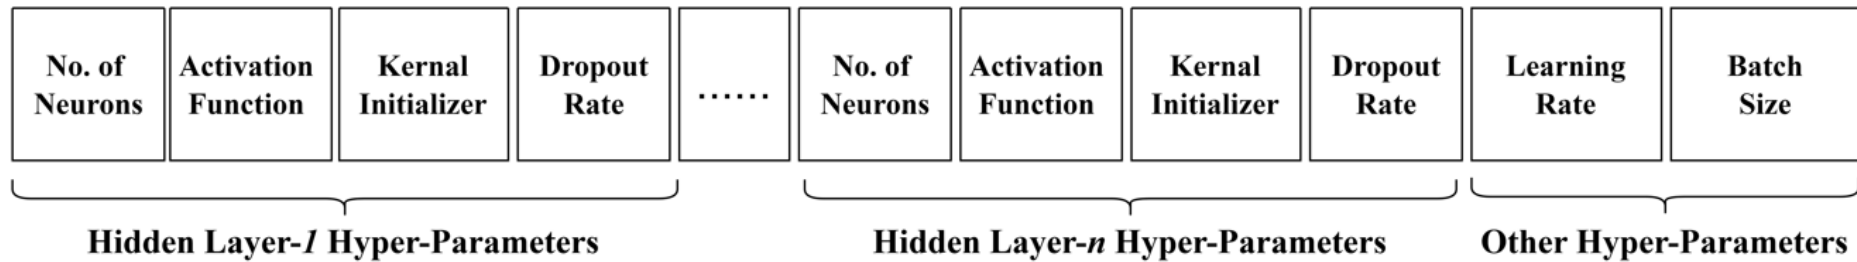 No. of
Neurons
Activation
Function
Kernal
Initializer
Dropout
Rate
......
No. of
Neurons
Activation
Function
Kernal
Initializer
Dropout
Rate
Learning
Rate
Batch
Size
Hidden Layer-1 Hyper-Parameters
Hidden Layer-n Hyper-Parameters
Other Hyper-Parameters